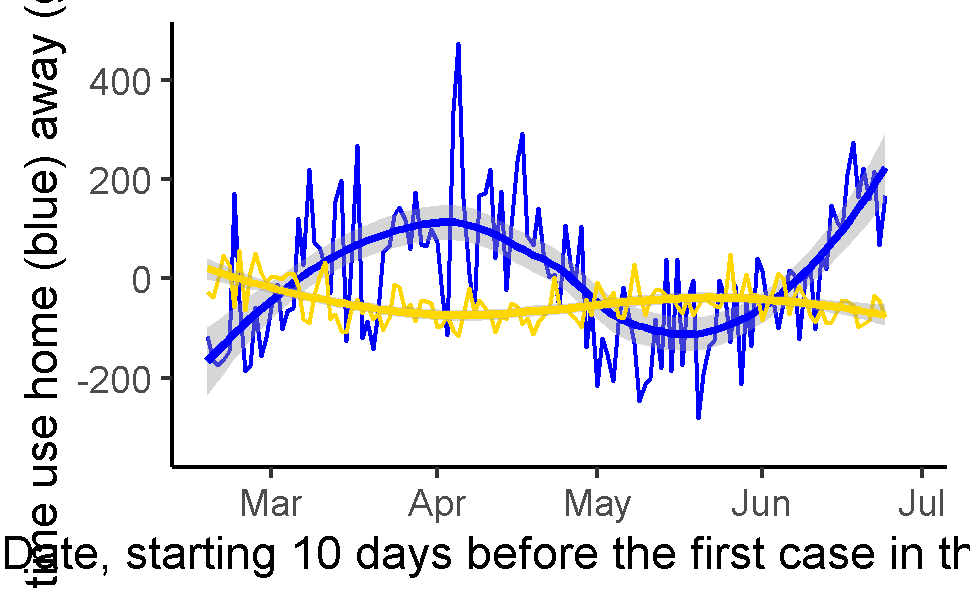 time use home (blue) away (
400
200
0
-200
Mar Apr May Jun Jul
Date, starting 10 days before the first case in th